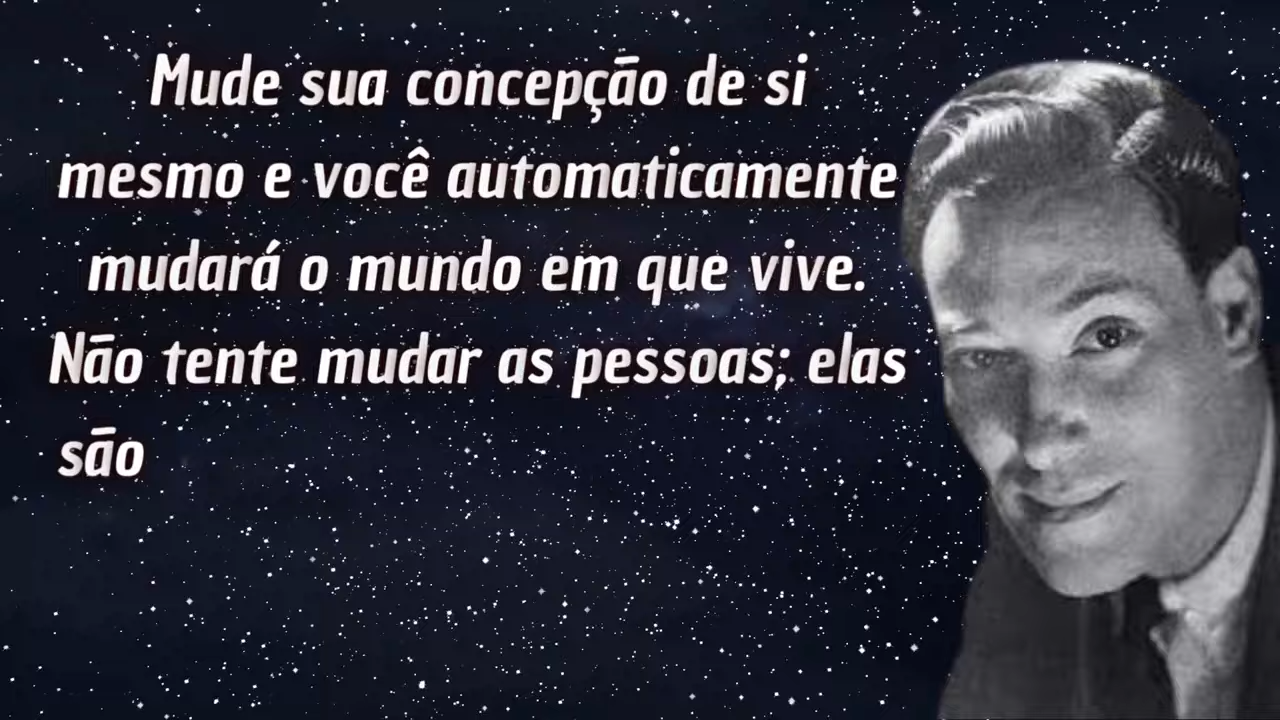 Mude sua concepção de si
mesmo e você automaticamente
mudará o mundo em que vive.
Não tente mudar as pessoas; elas
são